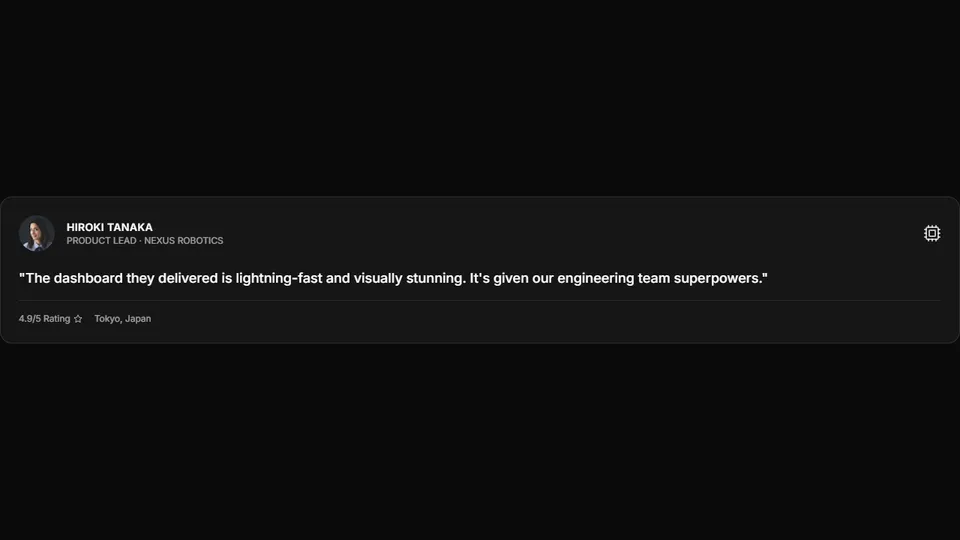 HIROKI TANAKA
PRODUCT LEAD · NEXUS ROBOTICS
"The dashboard they delivered is lightning-fast and visually stunning. It's given our engineering team superpowers."
4.9/5 Rating ☆ Tokyo, Japan